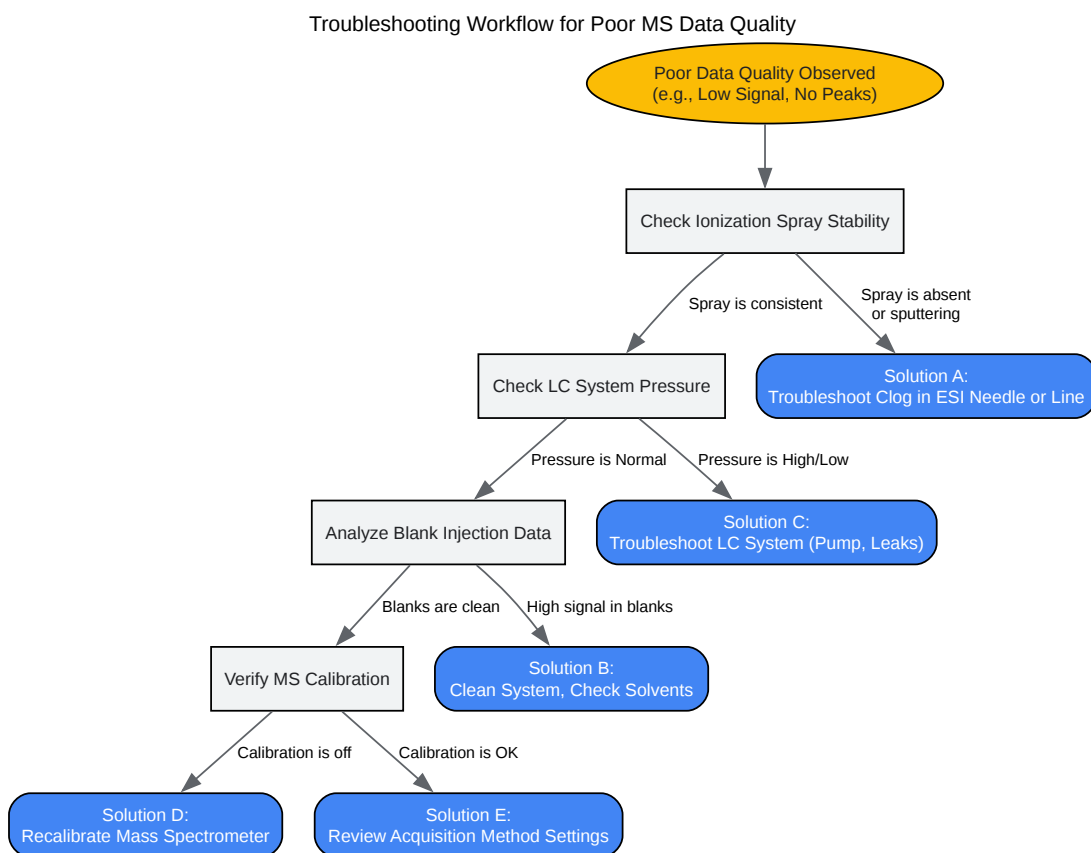 Troubleshooting Workflow for Poor MS Data Quality
Poor Data Quality Observed
(e.g., Low Signal, No Peaks)
Check Ionization Spray Stability
Spray is consistent
Spray is absent
or sputtering
Check LC System Pressure
Solution A:
Troubleshoot Clog in ESI Needle or Line
Pressure is Normal
Pressure is High/Low
Analyze Blank Injection Data
Solution C:
Troubleshoot LC System (Pump, Leaks)
Blanks are clean
High signal in blanks
Verify MS Calibration
Solution B:
Clean System, Check Solvents
Calibration is off
Calibration is OK
Solution D:
Recalibrate Mass Spectrometer
Solution E:
Review Acquisition Method Settings